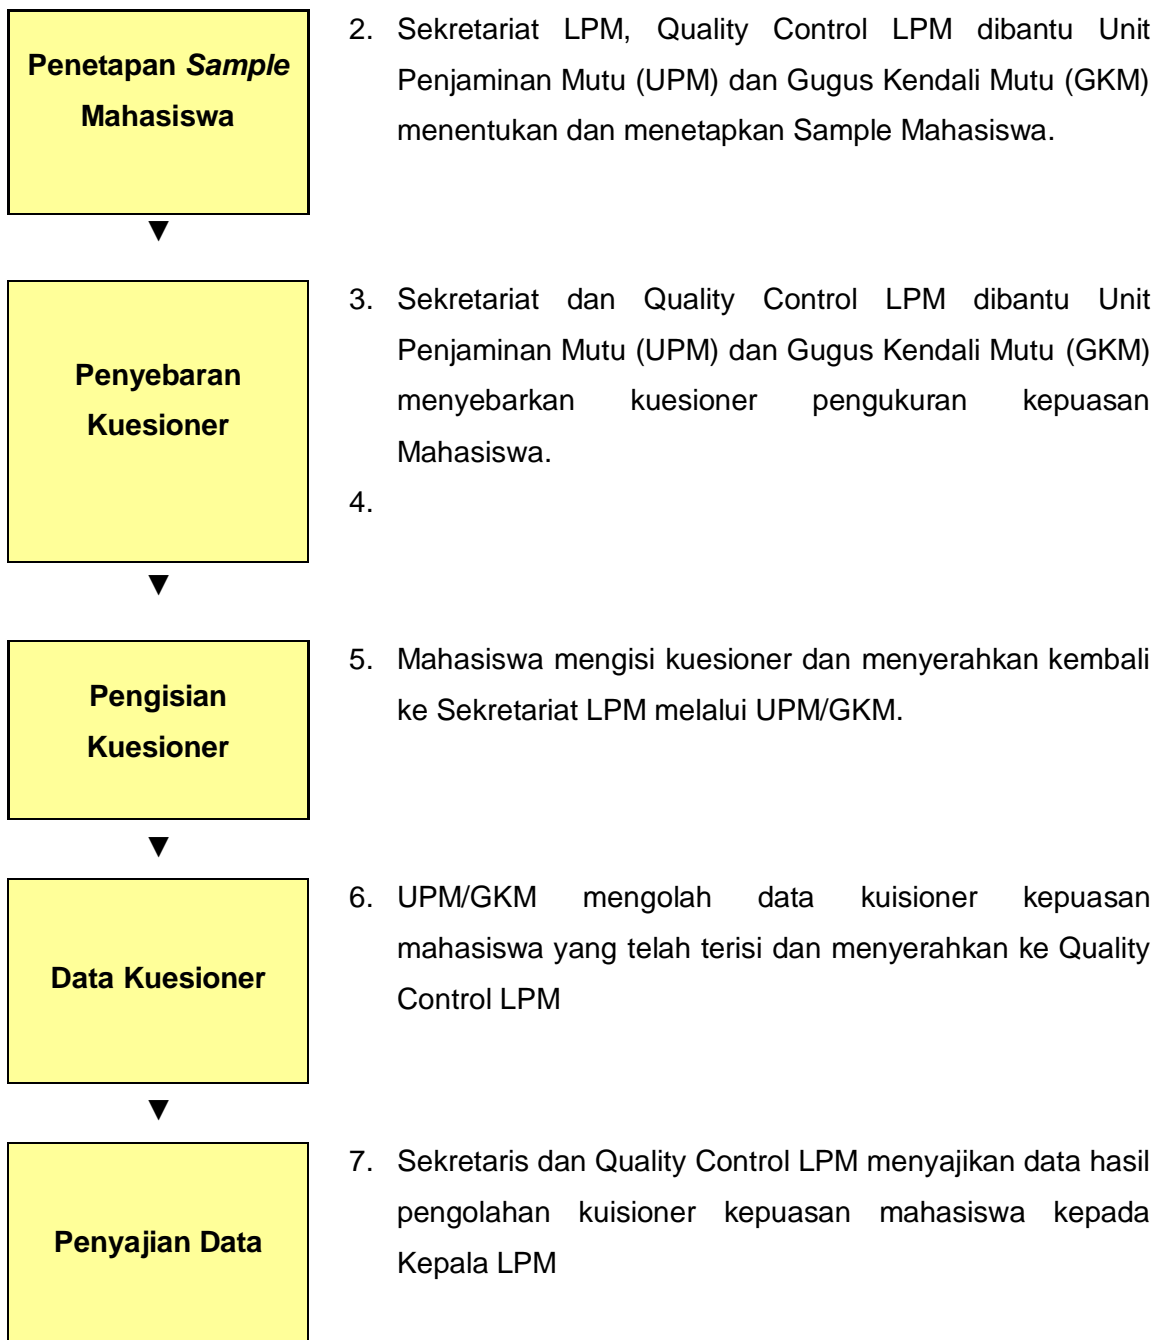 Penetapan Sample
Mahasiswa
2. Sekretariat LPM, Quality Control LPM dibantu Unit
Penjaminan Mutu (UPM) dan Gugus Kendali Mutu (GKM)
menentukan dan menetapkan Sample Mahasiswa.
▼
Penyebaran
Kuesioner
3. Sekretariat dan Quality Control LPM dibantu Unit
Penjaminan Mutu (UPM) dan Gugus Kendali Mutu (GKM)
menyebarkan kuesioner pengukuran kepuasan
Mahasiswa.
4.
▼
Pengisian
Kuesioner
5. Mahasiswa mengisi kuesioner dan menyerahkan kembali
ke Sekretariat LPM melalui UPM/GKM.
▼
Data Kuesioner
6. UPM/GKM mengolah data kuisioner kepuasan
mahasiswa yang telah terisi dan menyerahkan ke Quality
Control LPM
▼
Penyajian Data
7. Sekretaris dan Quality Control LPM menyajikan data hasil
pengolahan kuisioner kepuasan mahasiswa kepada
Kepala LPM